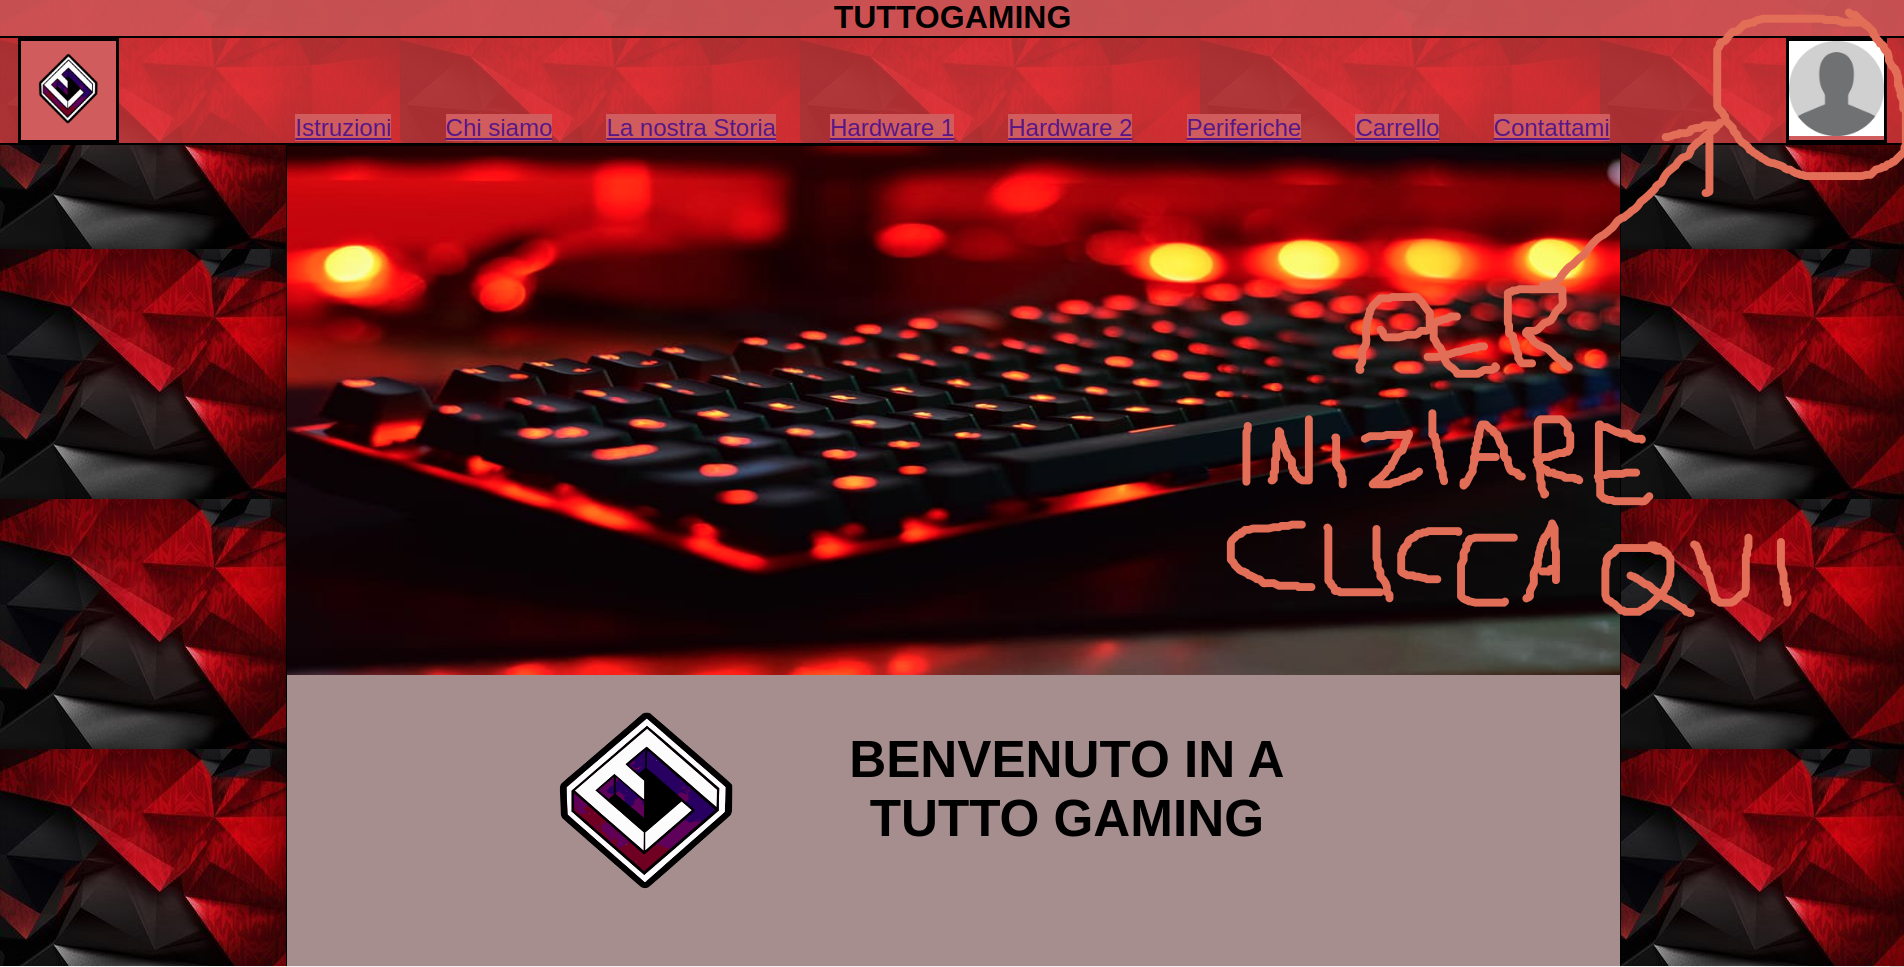 TUTTOGAMING
Istruzioni Chi siamo La nostra Storia Hardware 1 Hardware 2 Periferiche Carrello Contattami
PER
INIZIARE
CLICCA QUI
BENVENUTO IN A
TUTTO GAMING